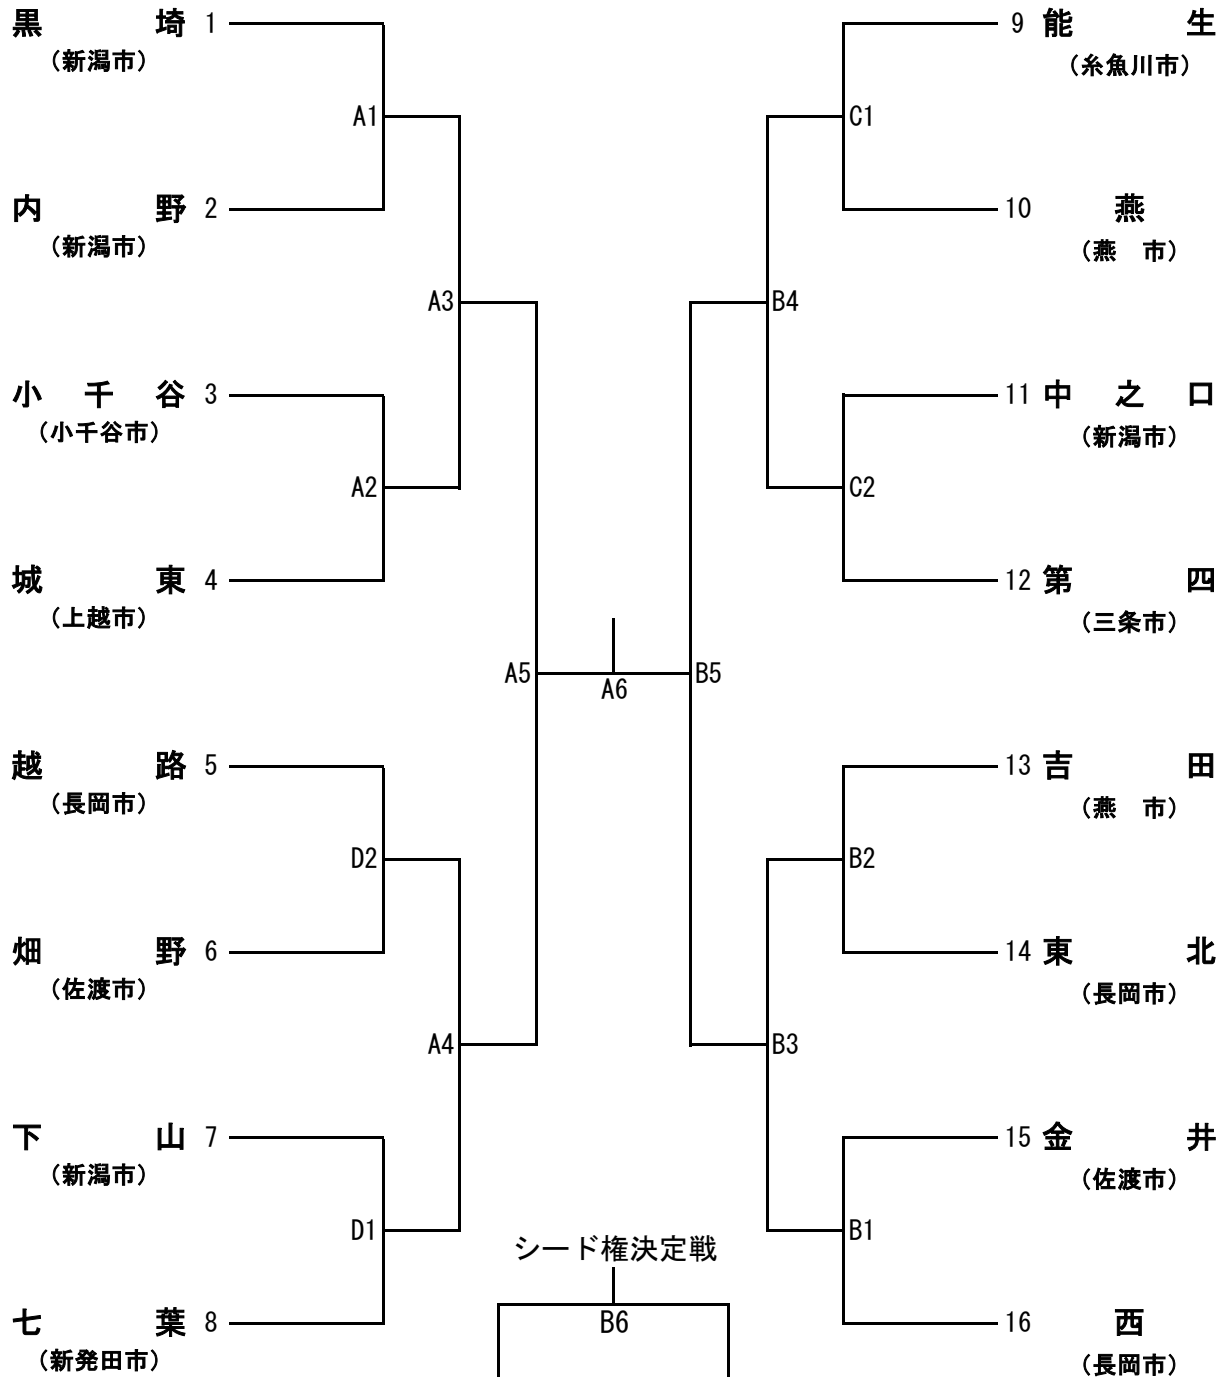 黒埼 1
（新潟市）
A1
内野 2
（新潟市）
A3
小千谷 3
（小千谷市）
A2
城東 4
（上越市）
A5
越路 5
（長岡市）
D2
畑野 6
（佐渡市）
A4
下山 7
（新潟市）
D1
七葉 8
（新発田市）
A6
シード権決定戦
B6
9 能生
（糸魚川市）
C1
10 燕
（燕　市）
B4
11 中之口
（新潟市）
C2
12 第四
（三条市）
B5
13 吉田
（燕　市）
B2
14 東北
（長岡市）
B3
15 金井
（佐渡市）
B1
16 西
（長岡市）